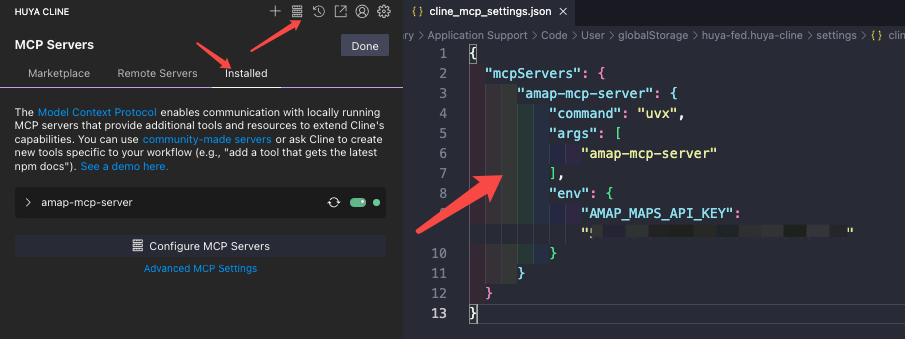 HUYA CLINE
MCP Servers
Done
Marketplace
Remote Servers
Installed
The Model Context Protocol enables communication with locally running
MCP servers that provide additional tools and resources to extend Cline's
capabilities. You can use community-made servers or ask Cline to create
new tools specific to your workflow (e.g., "add a tool that gets the latest
npm docs"). See a demo here.
amap-mcp-server
Configure MCP Servers
Advanced MCP Settings
cline_mcp_settings.json
ary > Application Support > Code > User > globalStorage > huya-fed.huya-cline > settings > {} clin
1 {
2 "mcpServers": {
3 "amap-mcp-server": {
4 "command": "uvx",
5 "args": [
6 "amap-mcp-server"
7 ],
8 "env": {
"AMAP_MAPS_API_KEY":
" "
10 }
11 }
12 }
13 }